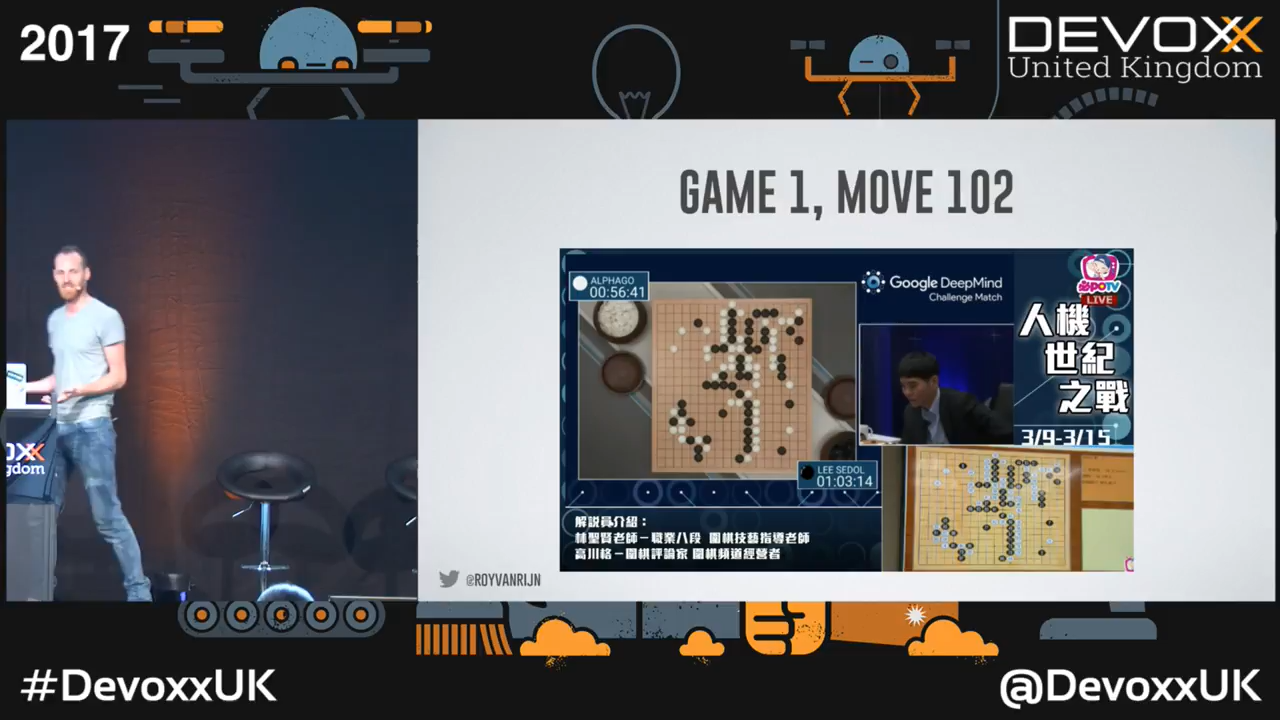 2017
DEVOXX
United Kingdom
GAME 1, MOVE 102
ALPHAGO
00:56:41
Google DeepMind
Challenge Match
LIVE
人機
世紀
之戰
3/9-3/15
LEE SEDOL
01:03:14
解說員介紹：
林聖賢老師－職業八段 圍棋技藝指導老師
高川格－圍棋評論家 圍棋頻道經營者
@ROYVANRIJN
OXX
gdom
#DevoxxUK
@DevoxxUK